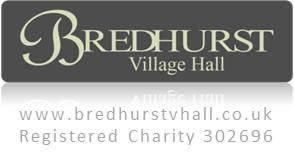 BREDHURST
Village Hall
www.bredhurstvhall.co.uk
Registered Charity 302696